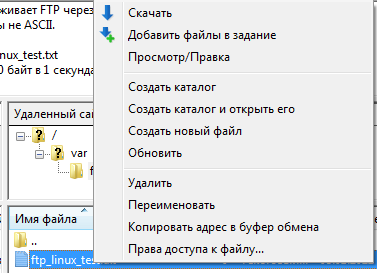 живает FTP через
ы не ASCII.
nux_test.txt
0 байт в 1 секунда
Скачать
Добавить файлы в задание
Просмотр/Правка
Создать каталог
Создать каталог и открыть его
Создать новый файл
Обновить
Удалить
Переименовать
Копировать адрес в буфер обмена
Права доступа к файлу...
Удаленный са
/
var
f
Имя файла
..
ftp_linux_te